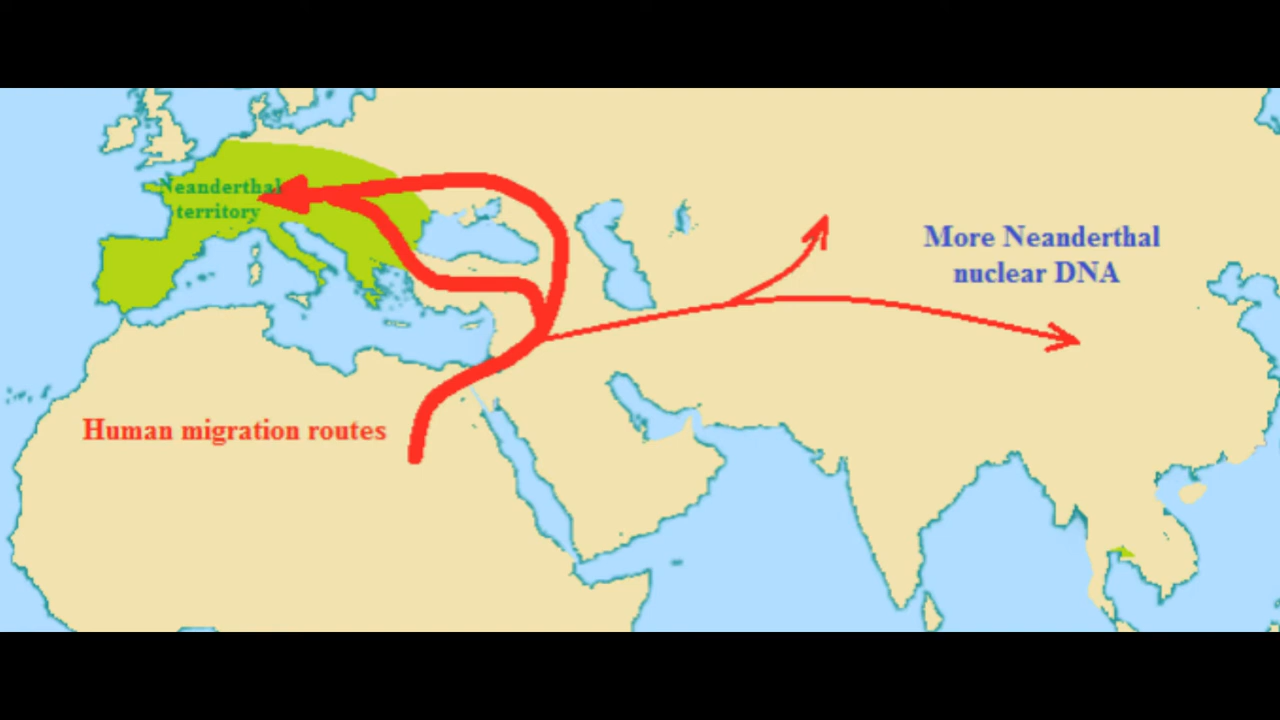 Neanderthal
territory
More Neanderthal
nuclear DNA
Human migration routes